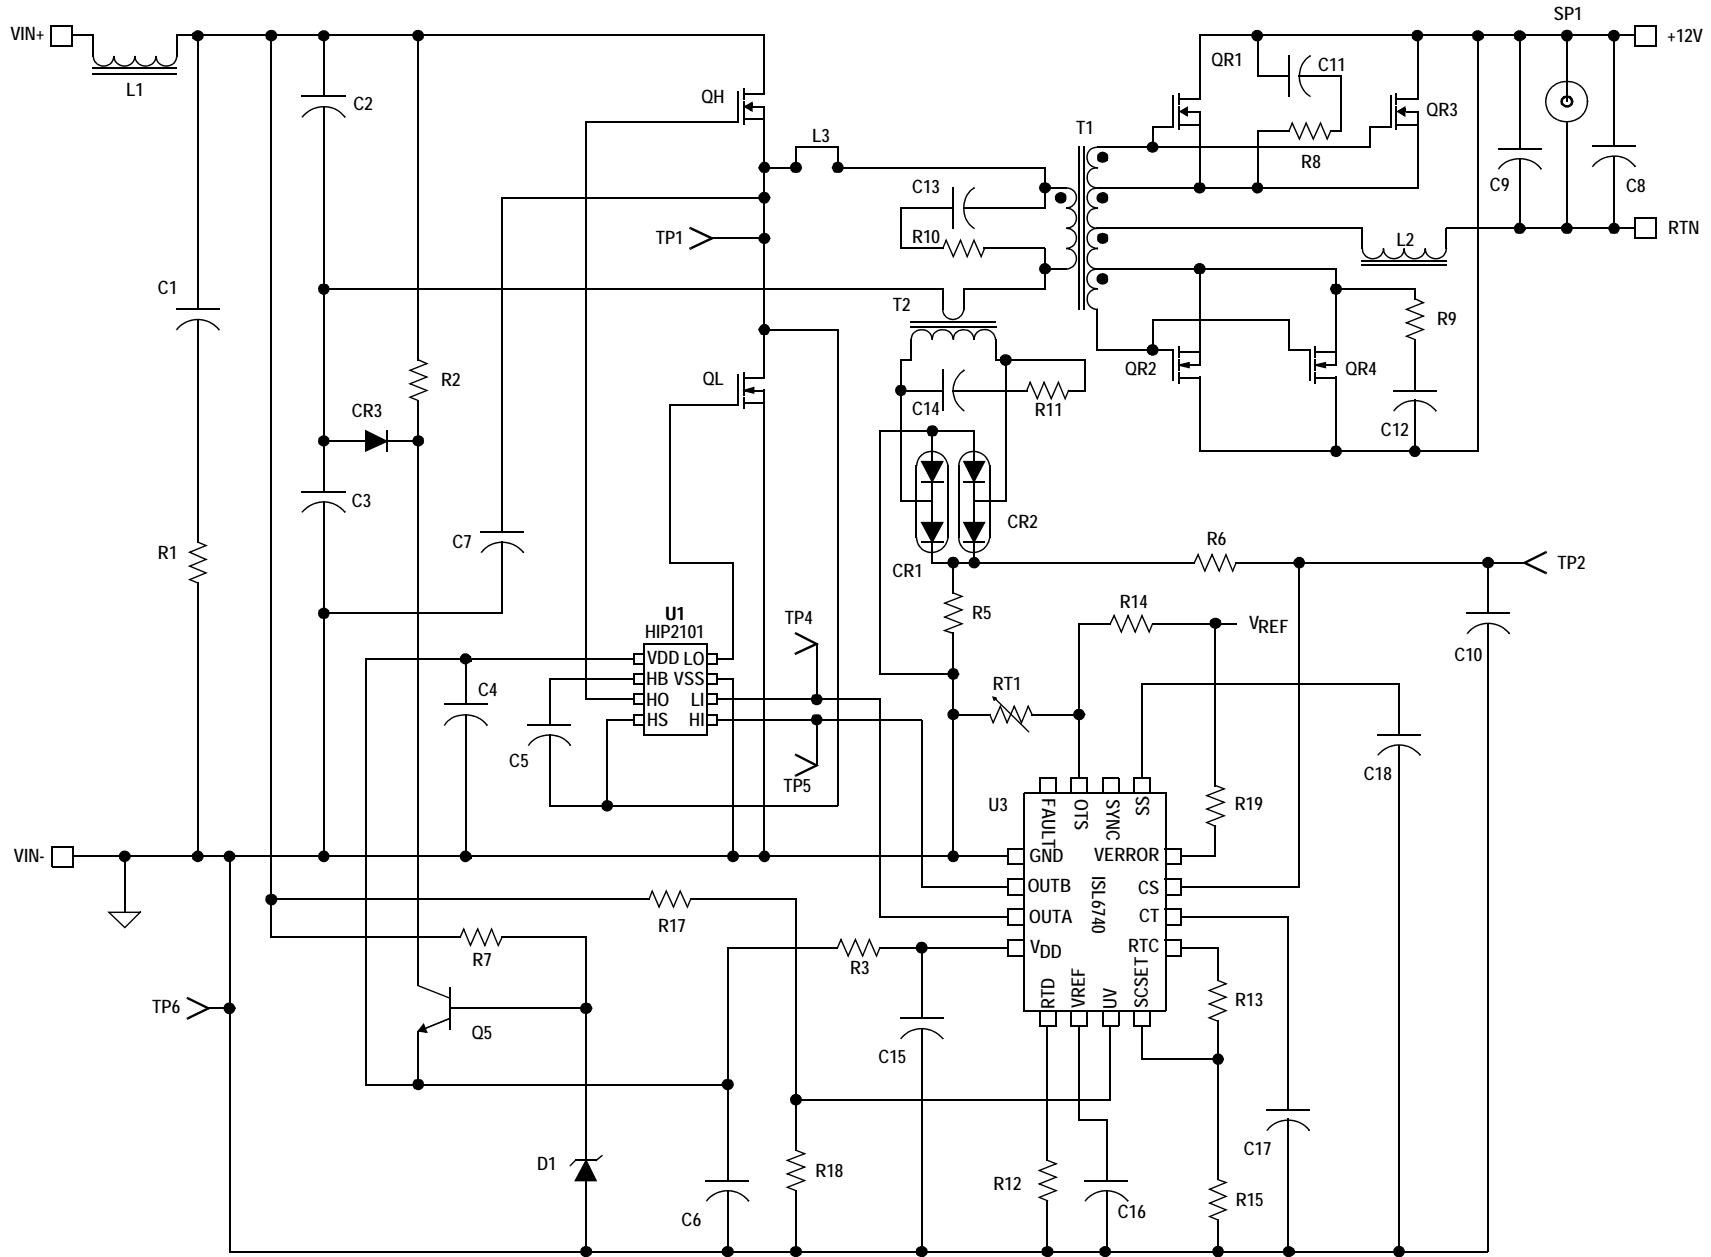 SP1
VIN+
+12V
L1
QR1
C11
C2
QH
QR3
T1
L3
R8
C13
C9
C8
R10
TP1
L2
RTN
C1
T2
R9
R2
QL
QR2
QR4
CR3
C14
R11
C12
C3
CR2
R1
C7
R6
CR1
TP2
U1
HIP2101
TP4
R5
R14
VREF
VDD LO
HB VSS
HO LI
HS HI
C4
C5
TP5
RT1
C10
C18
U3
FAULT
OTS
SYNC
SS
R19
VIN-
GND
VERROR
OUTB
ISL6740
CS
OUTA
CT
VDD
RTC
R17
R7
R3
RTD
VREF
UV
SCSET
R13
TP6
Q5
C15
D1
R18
R12
C16
C17
R15
C6